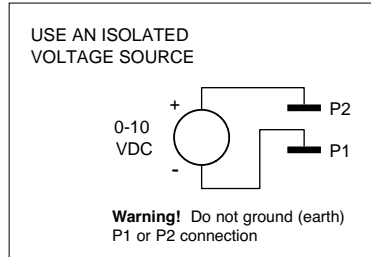 USE AN ISOLATED
VOLTAGE SOURCE
+
P2
0-10
VDC
P1
-
Warning! Do not ground (earth)
P1 or P2 connection